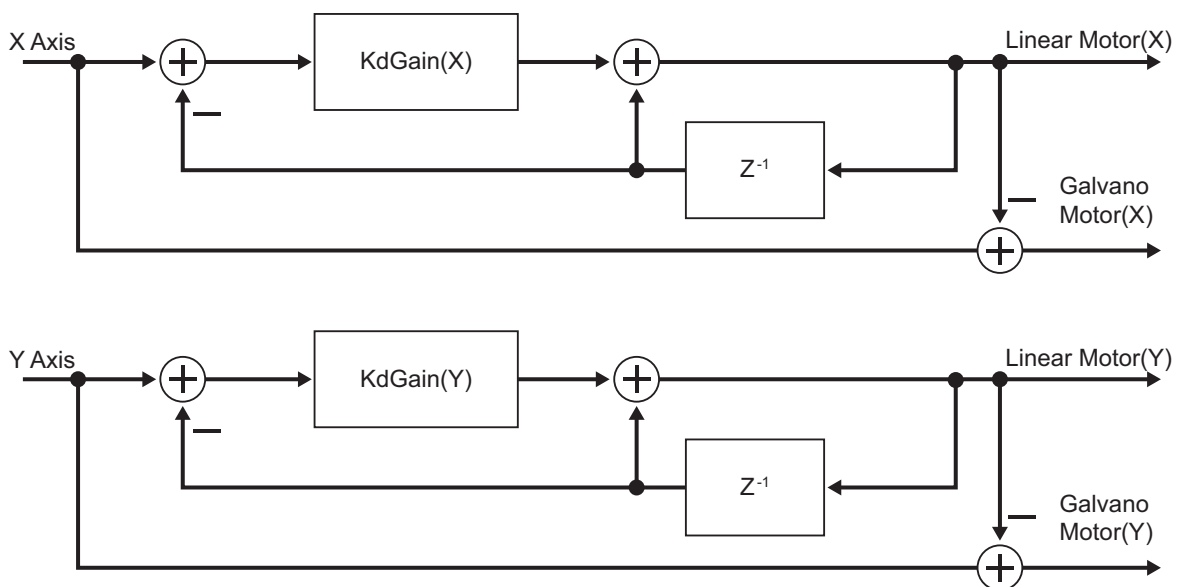 X Axis
KdGain(X)
Linear Motor(X)
Z⁻¹
Galvano
Motor(X)
Y Axis
KdGain(Y)
Linear Motor(Y)
Z⁻¹
Galvano
Motor(Y)